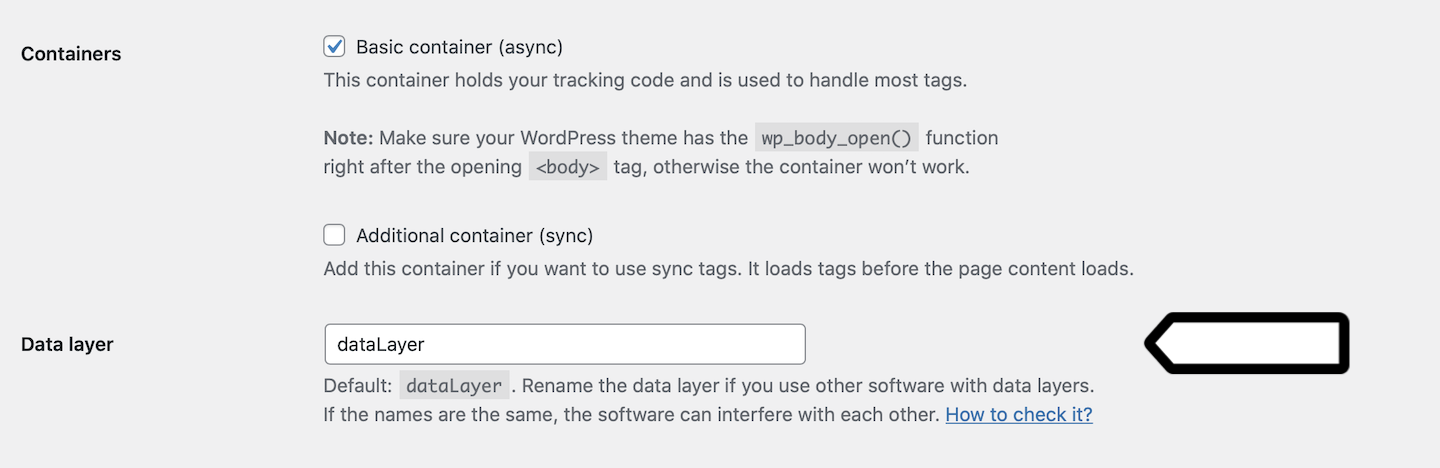 Containers
Basic container (async)
This container holds your tracking code and is used to handle most tags.
Note: Make sure your WordPress theme has the wp_body_open() function
right after the opening <body> tag, otherwise the container won’t work.
Additional container (sync)
Add this container if you want to use sync tags. It loads tags before the page content loads.
Data layer
dataLayer
Default: dataLayer . Rename the data layer if you use other software with data layers.
If the names are the same, the software can interfere with each other. How to check it?